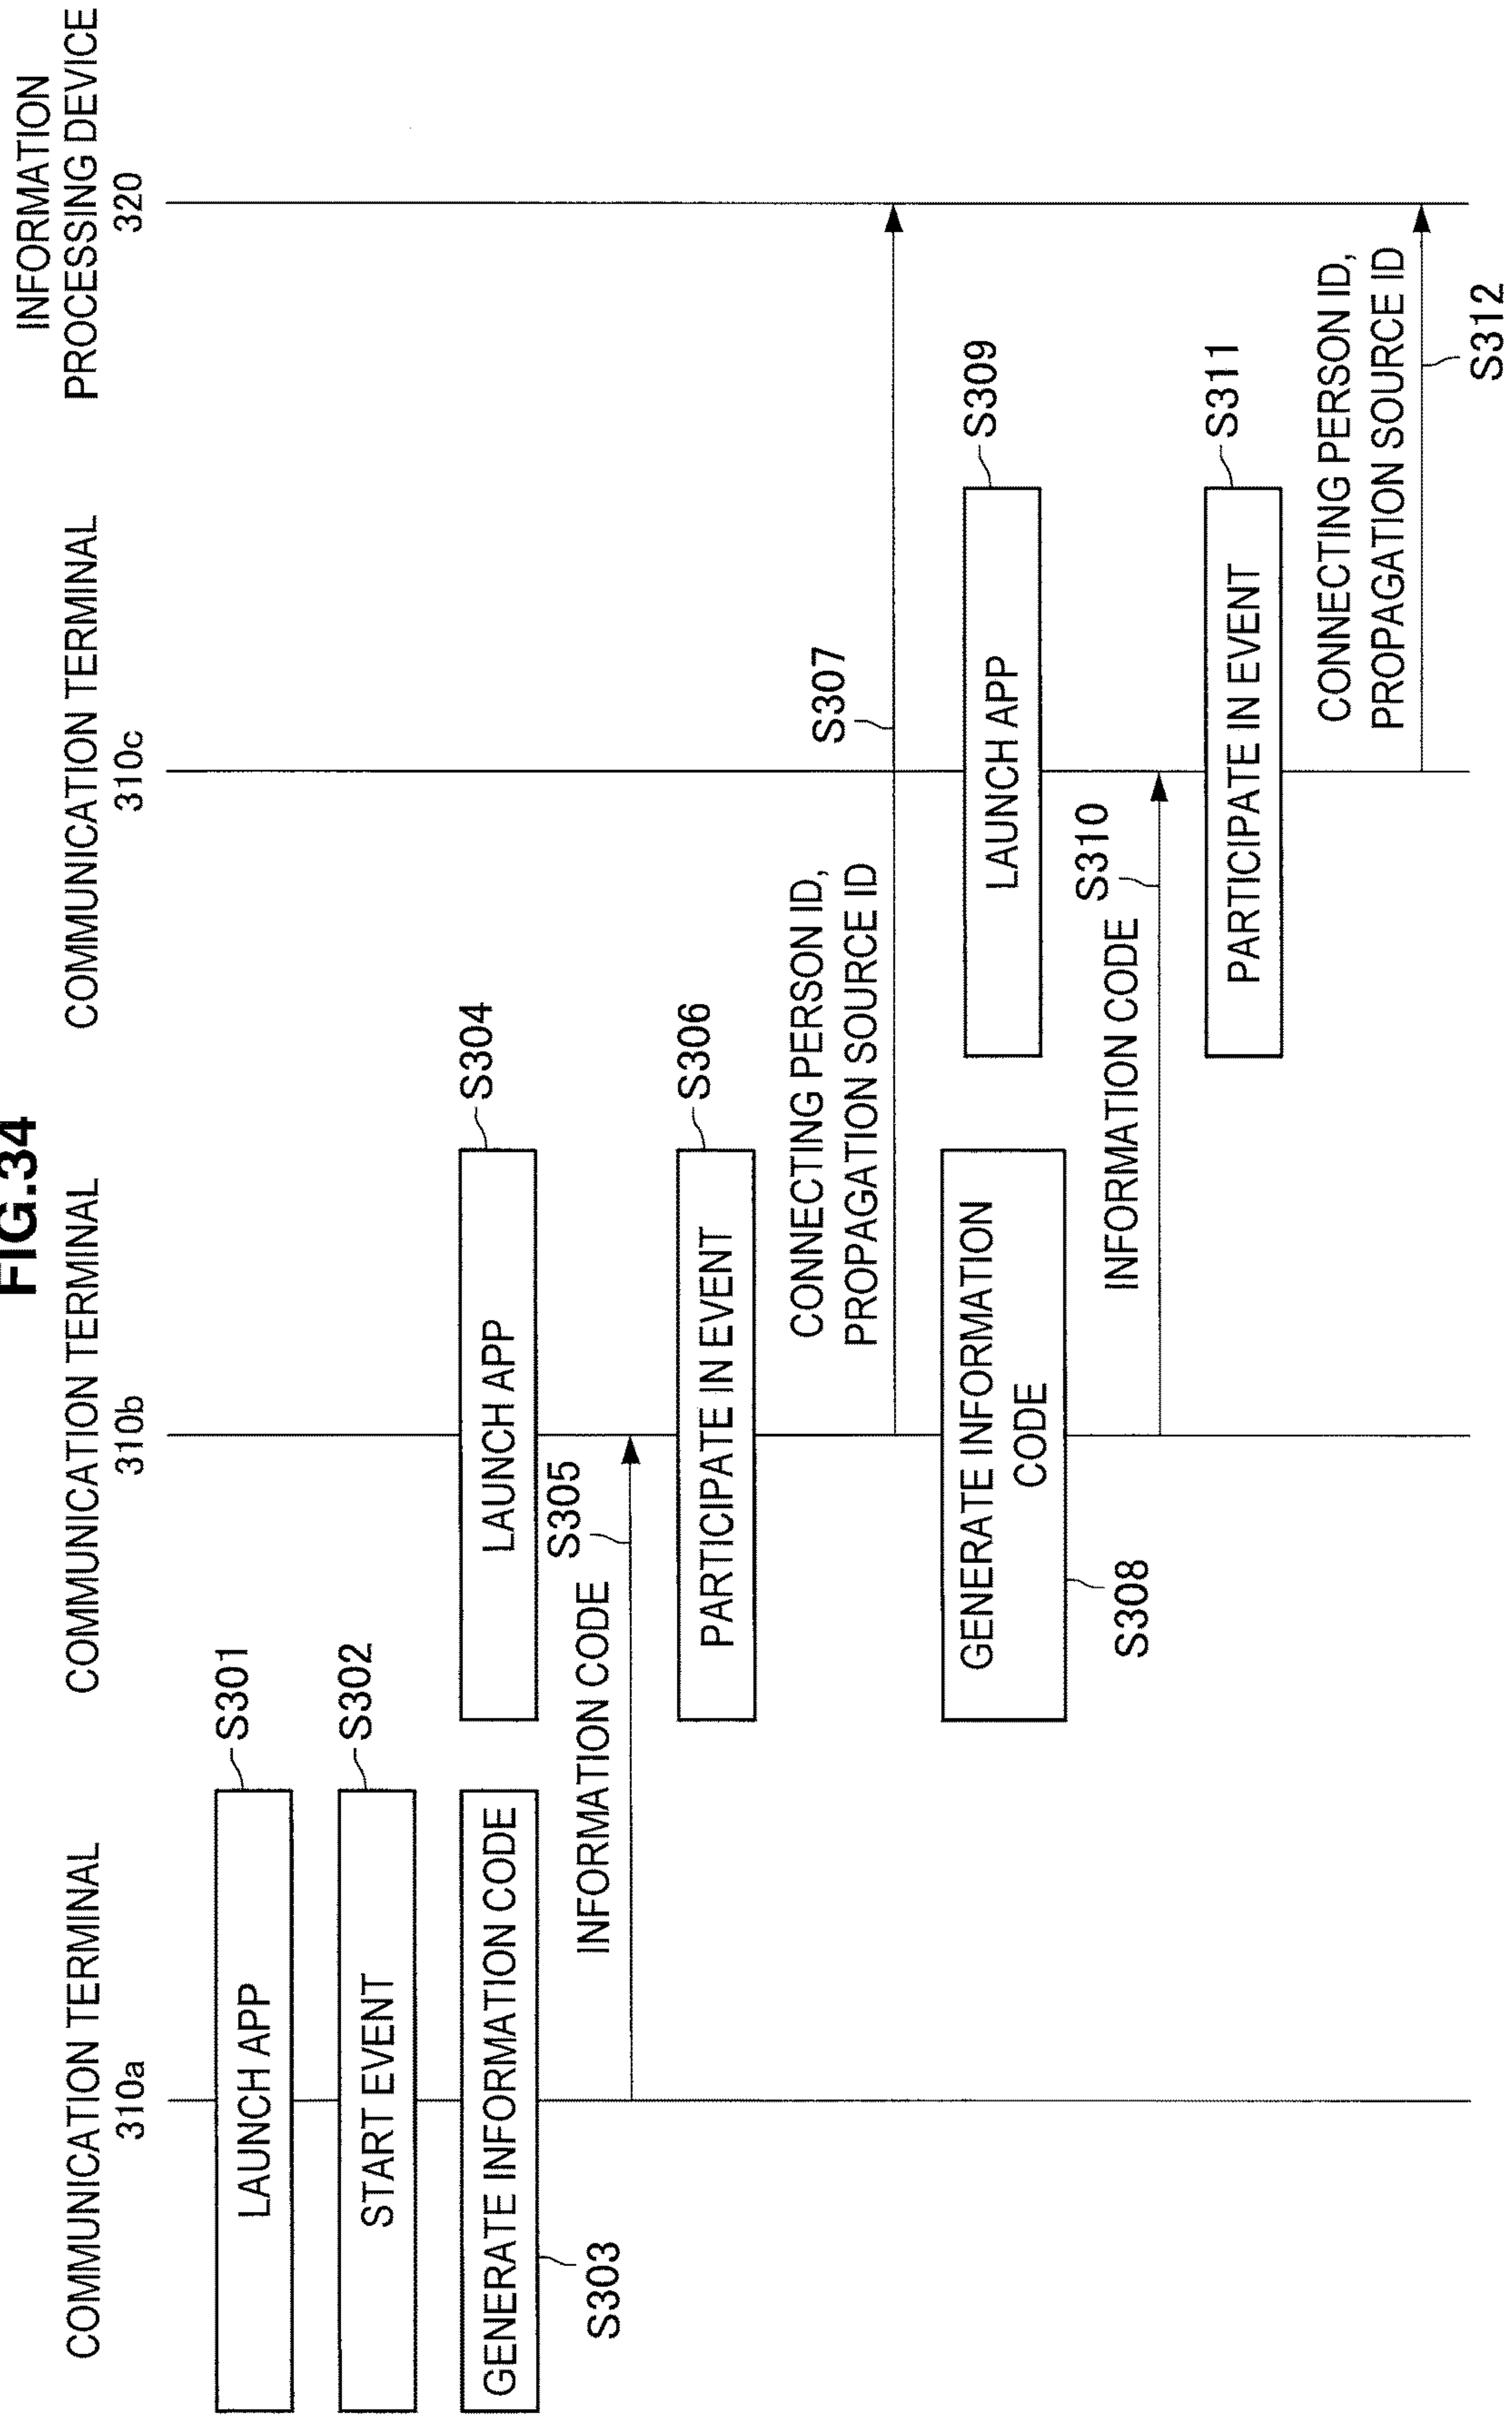 FIG.34
COMMUNICATION TERMINAL
310a
COMMUNICATION TERMINAL
310b
COMMUNICATION TERMINAL
310c
INFORMATION
PROCESSING DEVICE
320
LAUNCH APP
S301
START EVENT
S302
GENERATE INFORMATION CODE
S303
LAUNCH APP
S304
INFORMATION CODE
S305
PARTICIPATE IN EVENT
S306
CONNECTING PERSON ID,
PROPAGATION SOURCE ID
S307
GENERATE INFORMATION
CODE
S308
LAUNCH APP
S309
INFORMATION CODE
S310
PARTICIPATE IN EVENT
S311
CONNECTING PERSON ID,
PROPAGATION SOURCE ID
S312